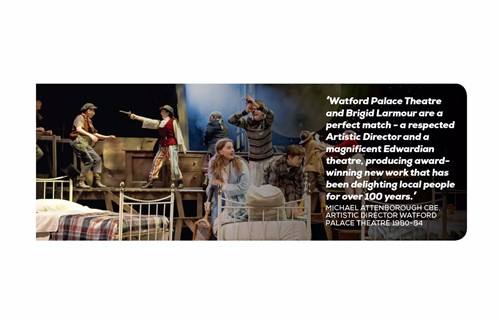 ‘Watford Palace Theatre
and Brigid Larmour are a
perfect match - a respected
Artistic Director and a
magnificent Edwardian
theatre, producing award-
winning new work that has
been delighting local people
for over 100 years.’
MICHAEL ATTENBOROUGH CBE,
ARTISTIC DIRECTOR WATFORD
PALACE THEATRE 1980-84